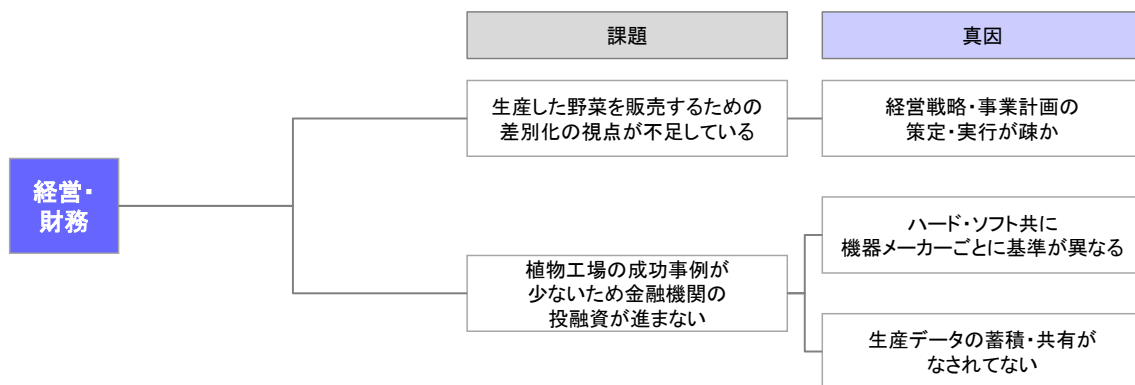 課題
真因
経営・
財務
生産した野菜を販売するための
差別化の視点が不足している
経営戦略・事業計画の
策定・実行が疎か
植物工場の成功事例が
少ないため金融機関の
投融資が進まない
ハード・ソフト共に
機器メーカーごとに基準が異なる
生産データの蓄積・共有が
なされてない